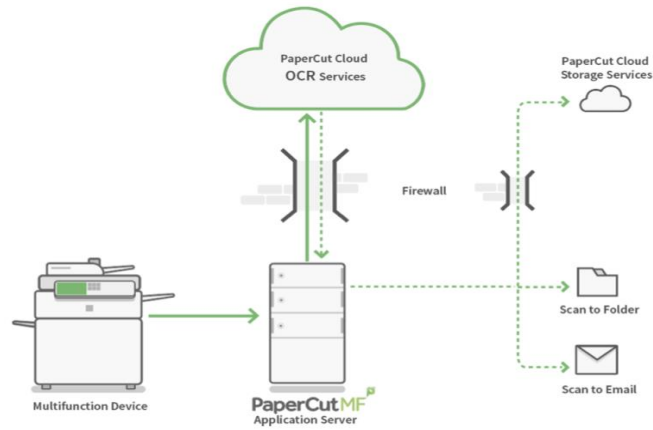 PaperCut Cloud
OCR Services
PaperCut Cloud
Storage Services
Firewall
Scan to Folder
Scan to Email
Multifunction Device
PaperCutMF
Application Server